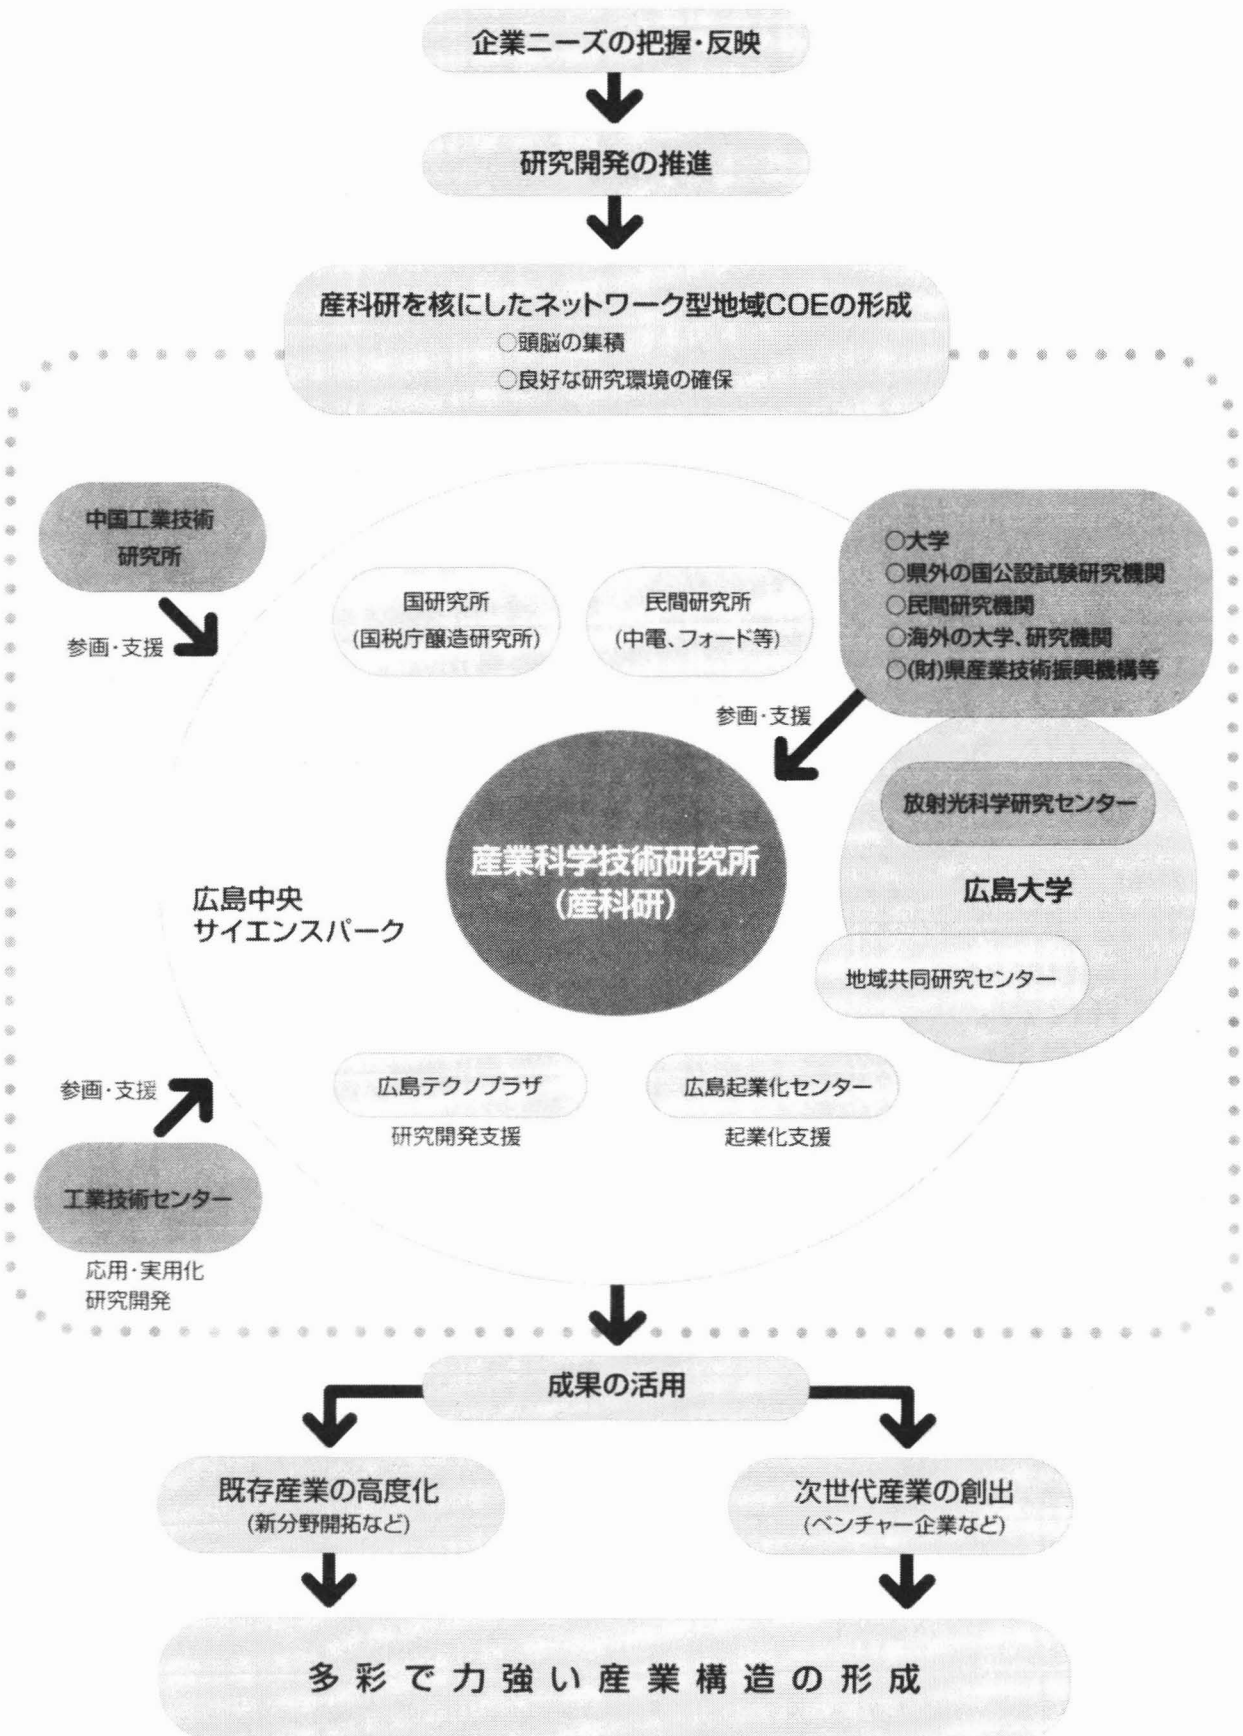 企業ニーズの把握・反映
研究開発の推進
産科研を核にしたネットワーク型地域COEの形成
○頭脳の集積
○良好な研究環境の確保
中国工業技術
研究所
参画・支援
国研究所
(国税庁醸造研究所)
民間研究所
(中電、フォード等)
○大学
○県外の国公設試験研究機関
○民間研究機関
○海外の大学、研究機関
○(財)県産業技術振興機構等
参画・支援
放射光科学研究センター
広島大学
地域共同研究センター
産業科学技術研究所
(産科研)
広島中央
サイエンスパーク
広島テクノプラザ
研究開発支援
広島起業化センター
起業化支援
参画・支援
工業技術センター
応用・実用化
研究開発
成果の活用
既存産業の高度化
(新分野開拓など)
次世代産業の創出
(ベンチャー企業など)
多彩で力強い産業構造の形成